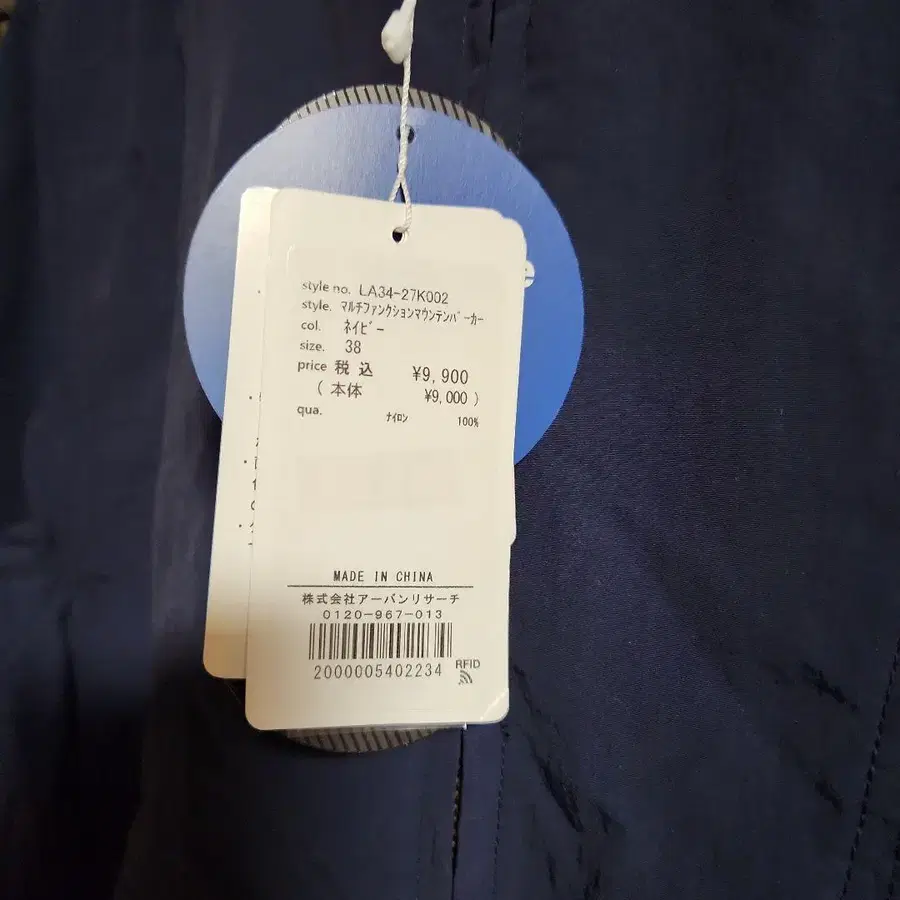 style no. LA34-27K002
style. ﾏﾙﾁﾌｧﾝｸｼｮﾝﾏｳﾝﾃﾝﾊﾟｰｶｰ
col. ﾈｲﾋﾞｰ
size. 38
price 税込 ¥9,900
(本体 ¥9,000)
qua. ﾅｲﾛﾝ 100%
MADE IN CHINA
株式会社アーバンリサーチ
0120-967-013
2000005402234
RFID